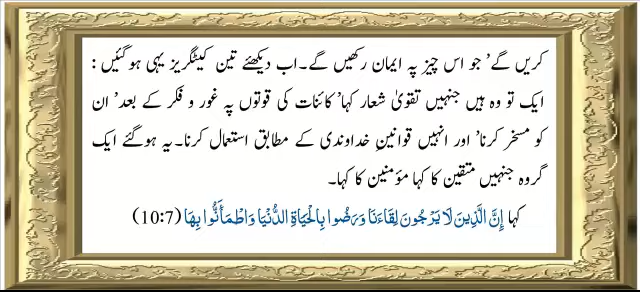 کریں گے’ جو اس چیز پہ ایمان رکھیں گے۔اب دیکھئے تین کیٹگریز یہی ہوگئیں :
ایک تو وہ ہیں جنہیں تقویٰ شعار کہا’ کائنات کی قوتوں پہ غور و فکر کے بعد’ ان
کو مسخر کرنا’ اور انہیں قوانینِ خداوندی کے مطابق استعمال کرنا۔یہ ہوگئے ایک
گروہ جنہیں متقین کا کہا مؤمنین کا کہا۔
کہا اِنَّ الَّذِينَ لَا يَرْجُونَ لِقَاءَنَا وَرَضُوا بِالْحَيَاةِ الدُّنْيَا وَاطْمَأَنُّوا بِهَا (10:7)